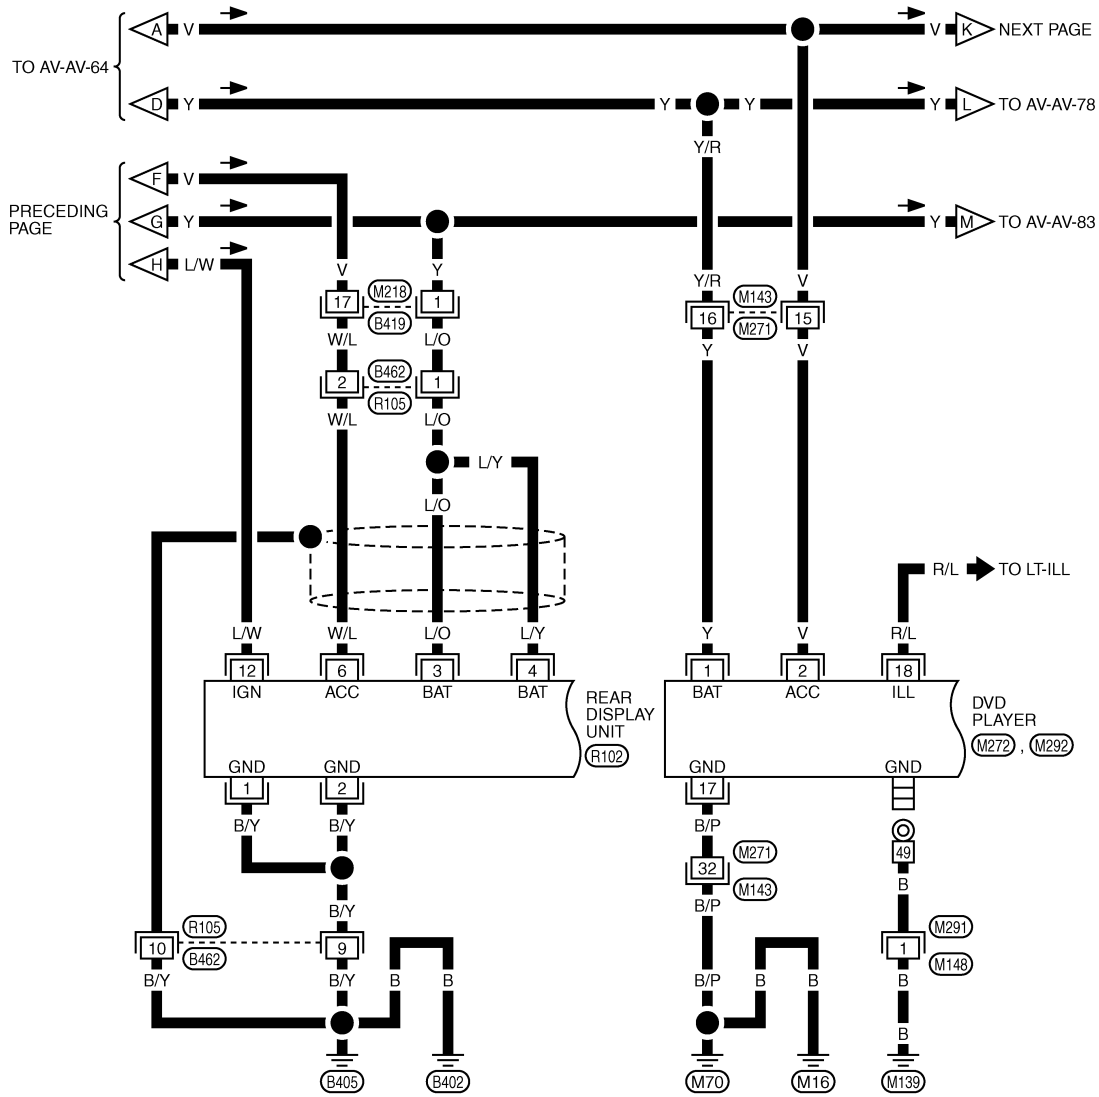 A V V K NEXT PAGE
TO AV-AV-64
D Y Y Y Y L TO AV-AV-78
Y/R
F V
PRECEDING
PAGE
G Y Y M TO AV-AV-83
H L/W
V Y Y/R V
17 M218 1
B419
16 M143 15
M271
W/L L/O Y V
2 B462 1
R105
W/L L/O
L/Y
L/O
R/L TO LT-ILL
L/W W/L L/O L/Y Y V R/L
12 6 3 4 1 2 18
IGN ACC BAT BAT BAT ACC ILL
REAR
DISPLAY
UNIT
R102
DVD
PLAYER
M272 , M292
GND GND GND GND
1 2 17
B/Y B/Y B/P
49
32 M271
M143
B
B/Y B/P
R105
10 9
B462
M291
1
M148
B/Y B/Y B B B/P B B B
B
B405 B402 M70 M16 M139